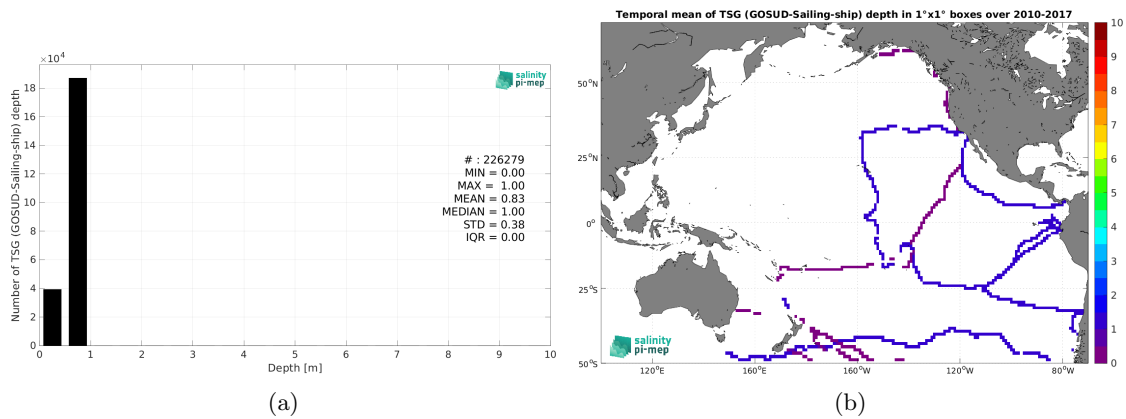 ×10⁴
18
16
14
12
10
8
6
4
2
0
Number of TSG (GOSUD-Sailing-ship) depth
salinity
pi-mep
# : 226279
MIN = 0.00
MAX = 1.00
MEAN = 0.83
MEDIAN = 1.00
STD = 0.38
IQR = 0.00
0 1 2 3 4 5 6 7 8 9 10
Depth [m]
(a)
Temporal mean of TSG (GOSUD-Sailing-ship) depth in 1°x1° boxes over 2010-2017
50°N
25°N
0°
25°S
50°S
salinity
pi-mep
120°E 160°E 160°W 120°W 80°W
10
9
8
7
6
5
4
3
2
1
0
(b)